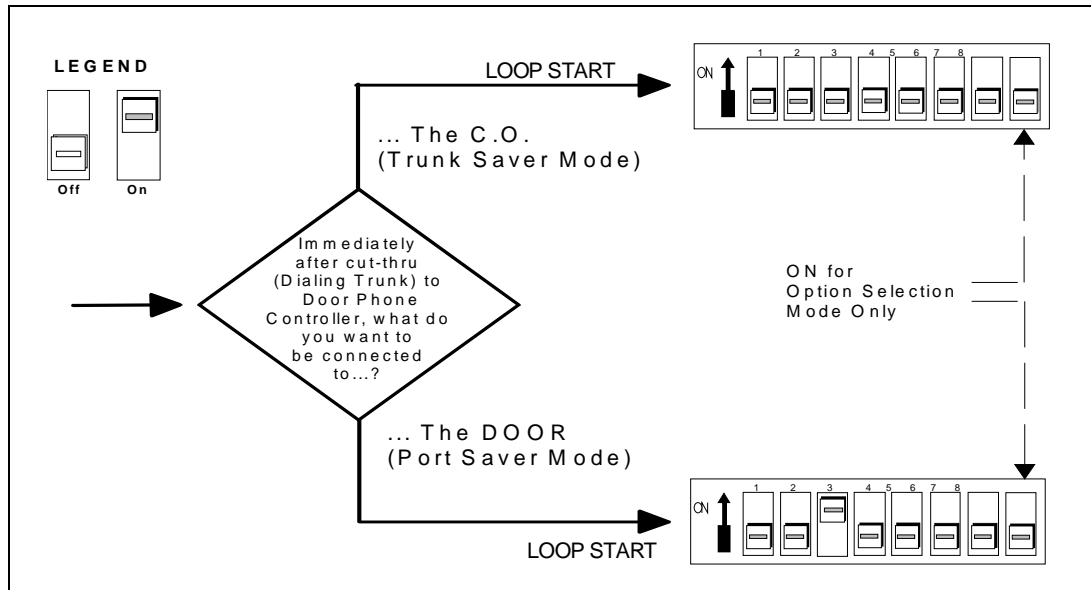 LEGEND
Off On
LOOP START
... The C.O.
(Trunk Saver Mode)
1 2 3 4 5 6 7 8
ON
Immediately
after cut-thru
(Dialing Trunk) to
Door Phone
Controller, what do
you want to
be connected
to...?
ON for
Option Selection
Mode Only
... The DOOR
(Port Saver Mode)
1 2 3 4 5 6 7 8
ON
LOOP START